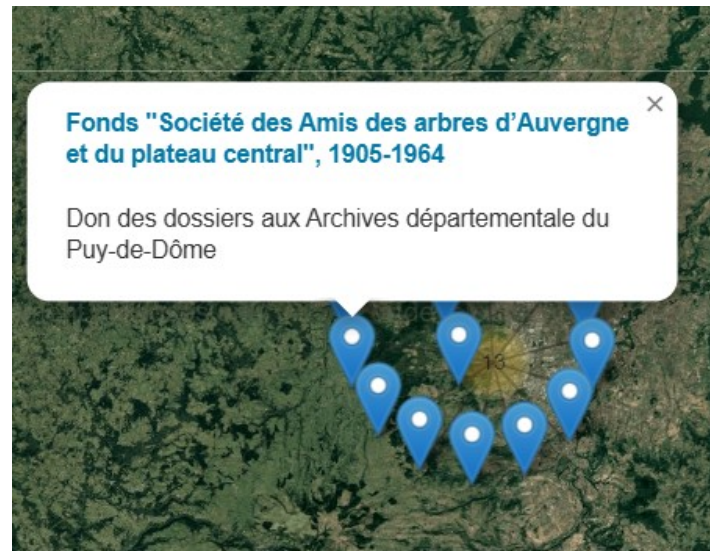 Fonds "Société des Amis des arbres d’Auvergne
et du plateau central", 1905-1964
Don des dossiers aux Archives départementale du
Puy-de-Dôme
13